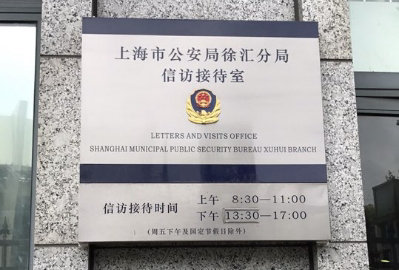 上海市公安局徐汇分局
信访接待室
LETTERS AND VISITS OFFICE
SHANGHAI MUNICIPAL PUBLIC SECURITY BUREAU XUHUI BRANCH
信访接待时间
上午 8:30—11:00
下午 13:30—17:00
(周五下午及国定节假日除外)